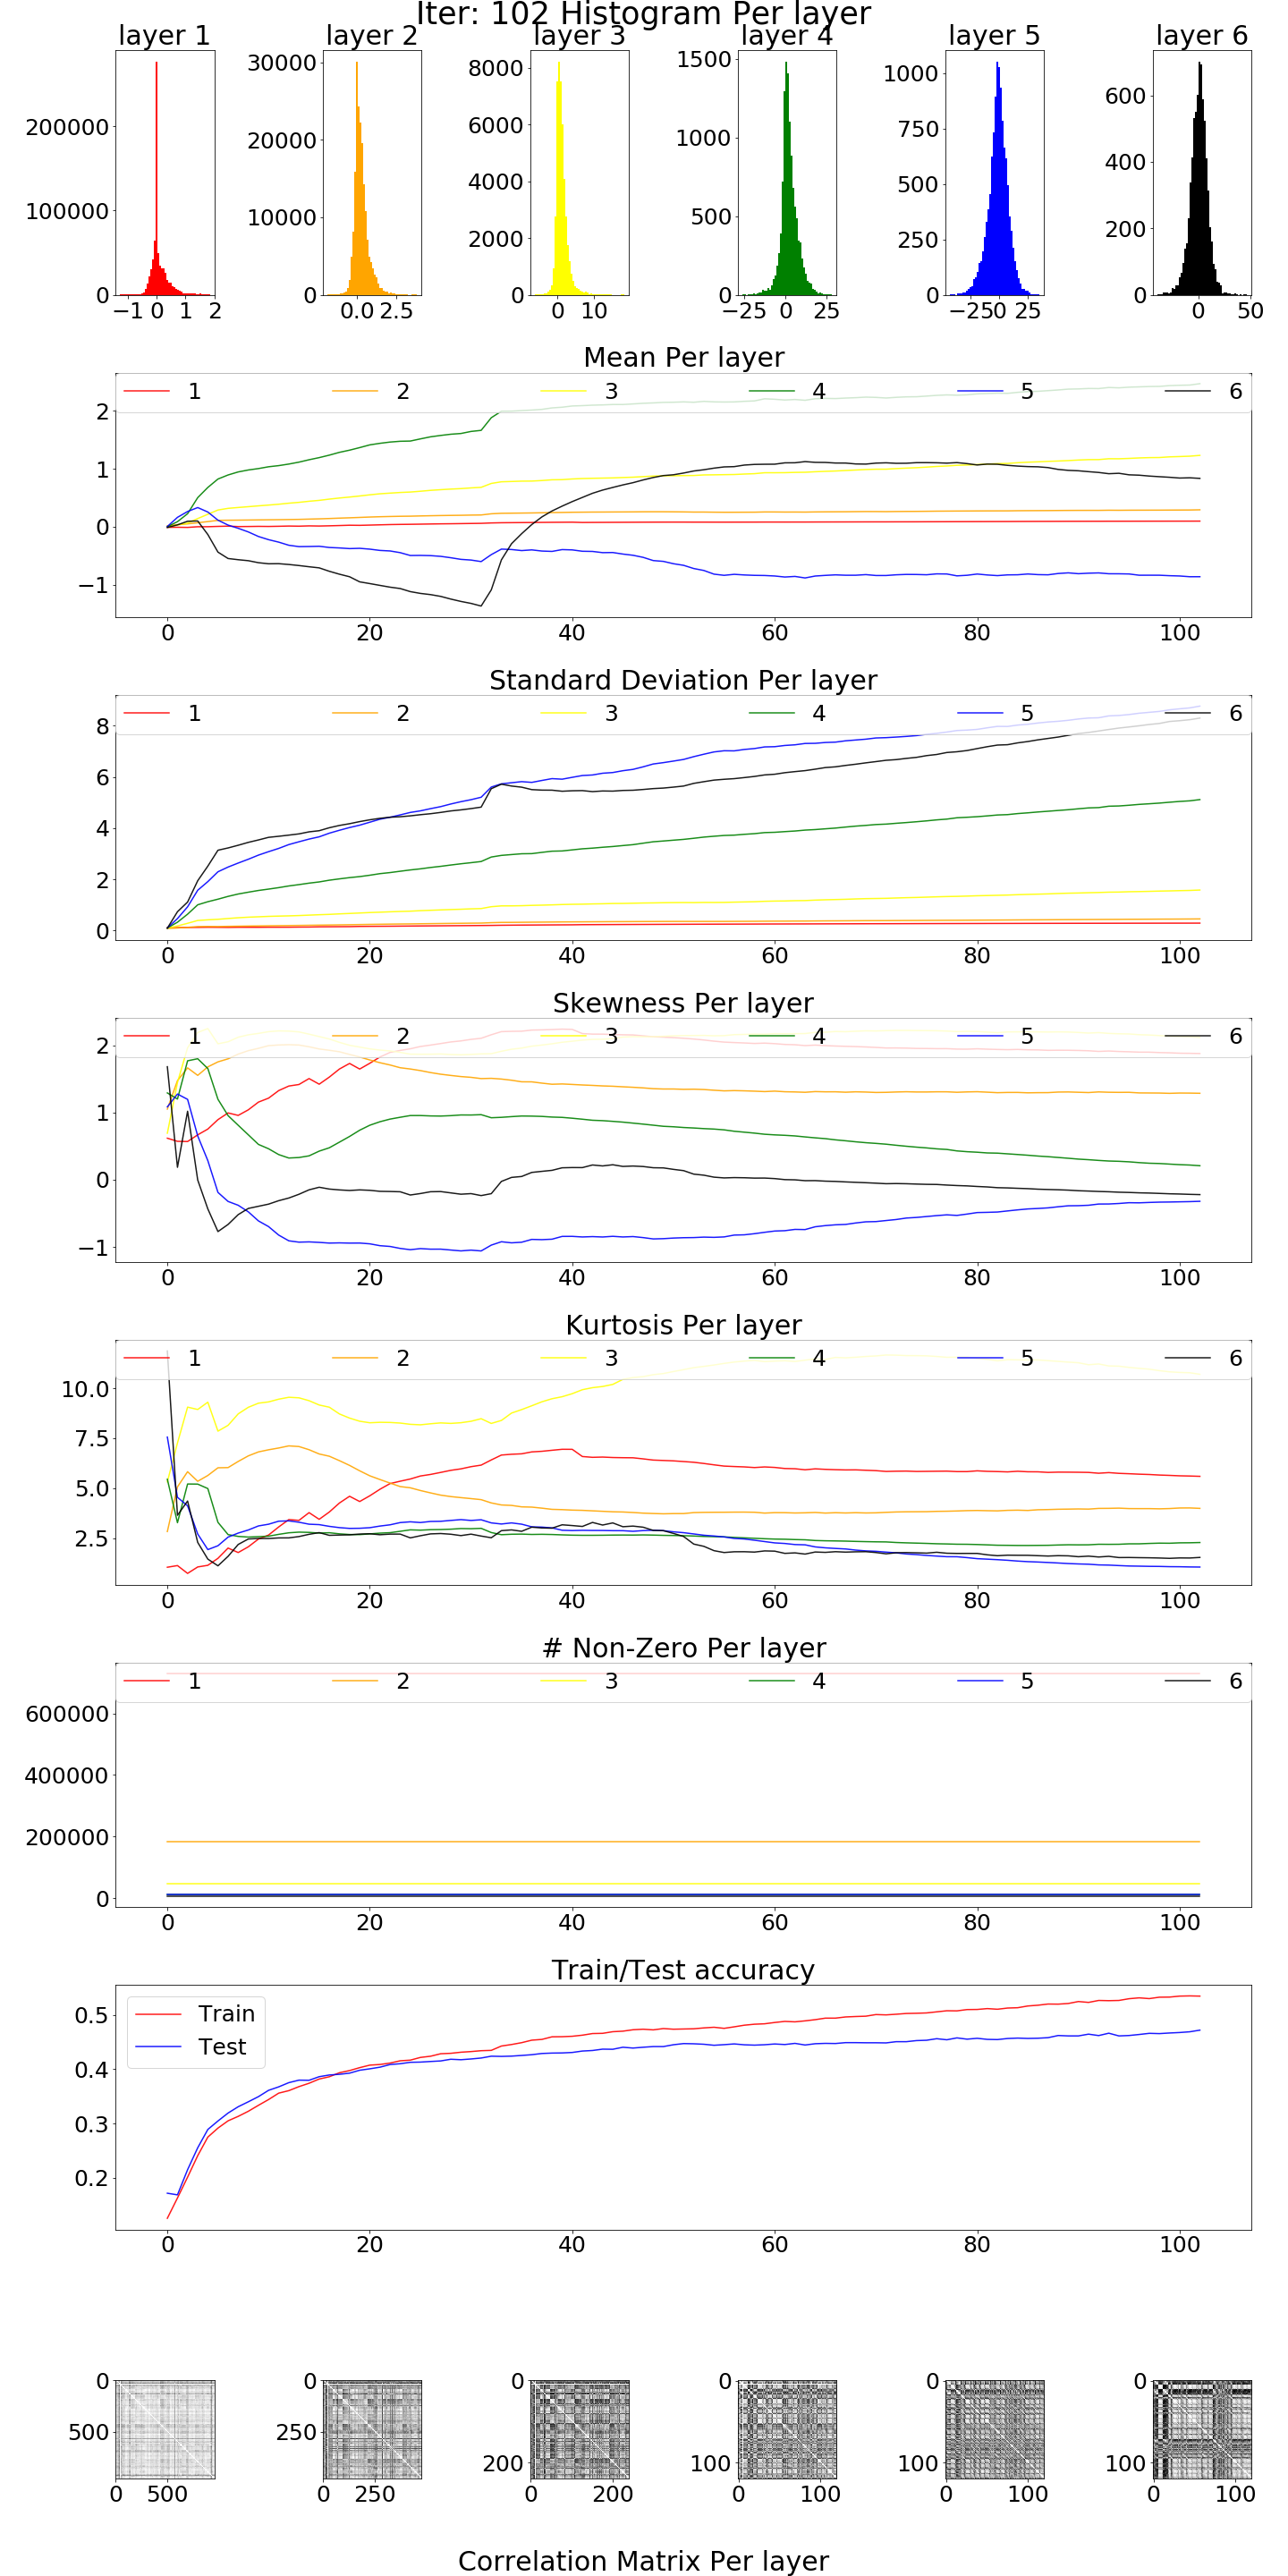 Iter: 102 Histogram Per layer
layer 1 layer 2 layer 3 layer 4 layer 5 layer 6
200000 100000 0
−1 0 1 2
30000 20000 10000 0
0.0 2.5
8000 6000 4000 2000 0
0 10
1500 1000 500 0
−25 0 25
1000 750 500 250 0
−25 0 25
600 400 200 0
0 50
Mean Per layer
1 2 3 4 5 6
2
1
0
−1
0 20 40 60 80 100
Standard Deviation Per layer
1 2 3 4 5 6
8
6
4
2
0
0 20 40 60 80 100
Skewness Per layer
1 2 3 4 5 6
2
1
0
−1
0 20 40 60 80 100
Kurtosis Per layer
1 2 3 4 5 6
10.0
7.5
5.0
2.5
0 20 40 60 80 100
# Non-Zero Per layer
1 2 3 4 5 6
600000
400000
200000
0
0 20 40 60 80 100
Train/Test accuracy
Train
Test
0.5
0.4
0.3
0.2
0 20 40 60 80 100
0 500
0 500
0 250
0 250
0 200
0 200
0 100
0 100
0 100
0 100
0 100
0 100
Correlation Matrix Per layer